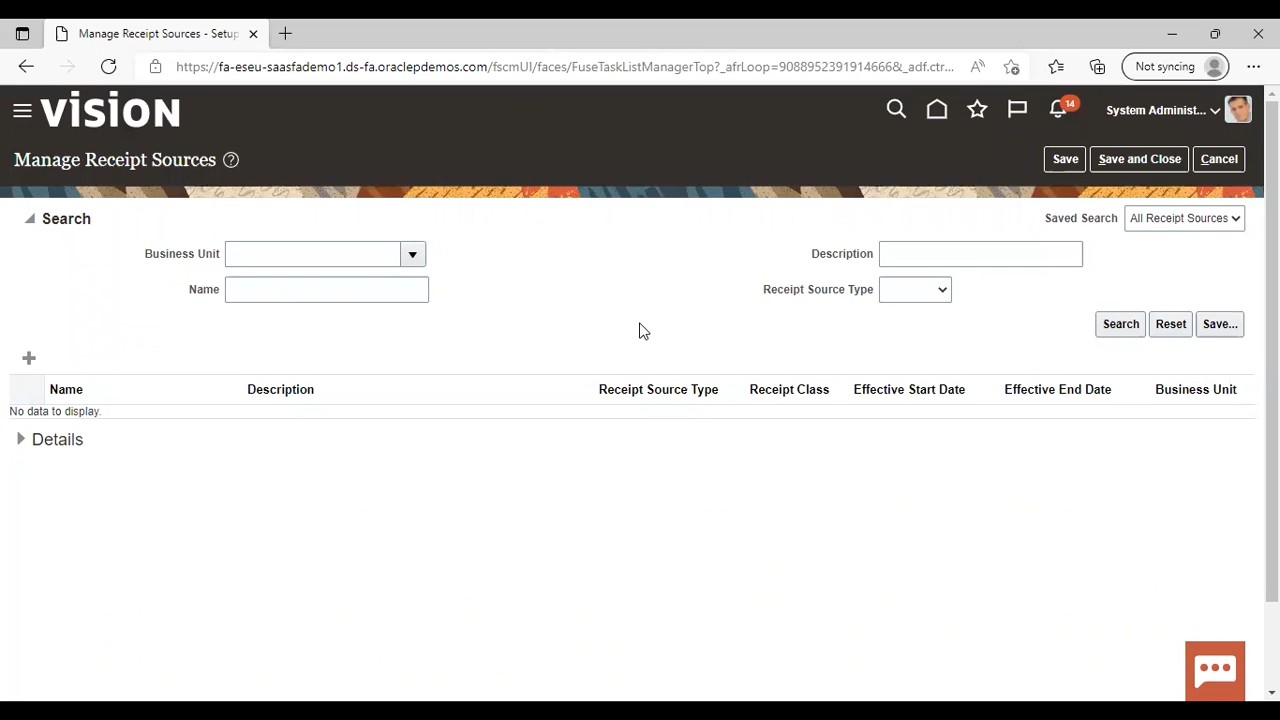 Manage Receipt Sources - Setup
https://fa-eseu-saasfademo1.ds-fa.oraclepdemos.com/fscmUI/faces/FuseTaskListManagerTop?_afrLoop=9088952391914666&_adf.ctr...
Not syncing
VISION
14
System Administ...
Manage Receipt Sources
Save
Save and Close
Cancel
Search
Saved Search All Receipt Sources
Business Unit
Description
Name
Receipt Source Type
Search
Reset
Save...
Name Description Receipt Source Type Receipt Class Effective Start Date Effective End Date Business Unit
No data to display.
Details